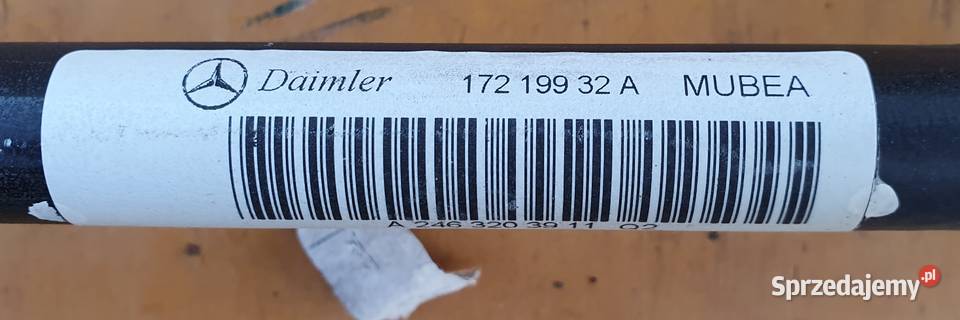 Daimler 172 199 32 A MUBEA
A 246 320 39 11 02
Sprzedajemy.pl